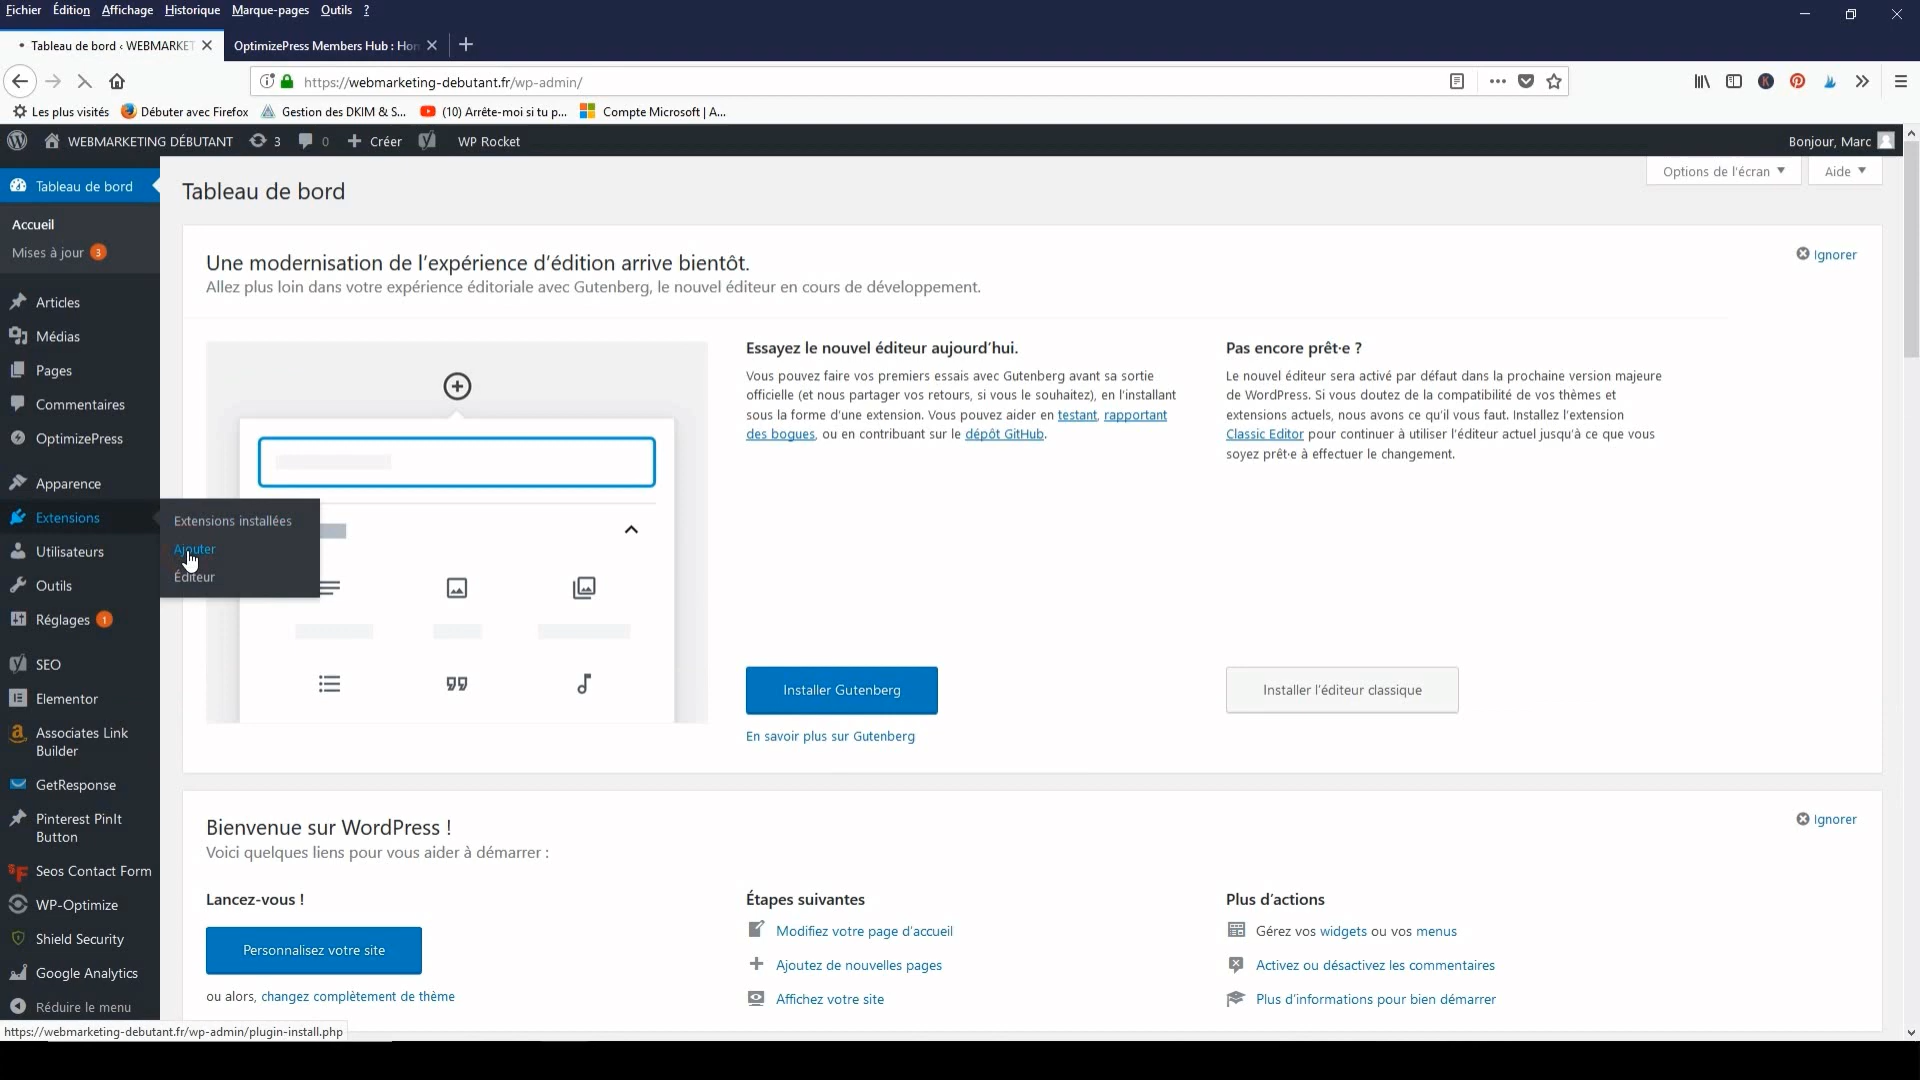 Fichier Édition Affichage Historique Marque-pages Outils ?
Tableau de bord ‹ WEBMARKET
OptimizePress Members Hub : Hom
https://webmarketing-debutant.fr/wp-admin/
Les plus visités
Débuter avec Firefox
Gestion des DKIM & S...
(10) Arrête-moi si tu p...
Compte Microsoft | A...
WEBMARKETING DÉBUTANT
3
0
Créer
WP Rocket
Bonjour, Marc
Tableau de bord
Accueil
Mises à jour 3
Articles
Médias
Pages
Commentaires
OptimizePress
Apparence
Extensions
Extensions installées
Ajouter
Éditeur
Utilisateurs
Outils
Réglages 1
SEO
Elementor
Associates Link
Builder
GetResponse
Pinterest PinIt
Button
Seos Contact Form
WP-Optimize
Shield Security
Google Analytics
Réduire le menu
https://webmarketing-debutant.fr/wp-admin/plugin-install.php
Options de l'écran
Aide
Tableau de bord
Une modernisation de l'expérience d'édition arrive bientôt.
Ignorer
Allez plus loin dans votre expérience éditoriale avec Gutenberg, le nouvel éditeur en cours de développement.
Essayez le nouvel éditeur aujourd'hui.
Vous pouvez faire vos premiers essais avec Gutenberg avant sa sortie
officielle (et nous partager vos retours, si vous le souhaitez), en l'installant
sous la forme d'une extension. Vous pouvez aider en testant, rapportant
des bogues, ou en contribuant sur le dépôt GitHub.
Installer Gutenberg
En savoir plus sur Gutenberg
Pas encore prêt·e ?
Le nouvel éditeur sera activé par défaut dans la prochaine version majeure
de WordPress. Si vous doutez de la compatibilité de vos thèmes et
extensions actuels, nous avons ce qu'il vous faut. Installez l'extension
Classic Editor pour continuer à utiliser l'éditeur actuel jusqu'à ce que vous
soyez prêt·e à effectuer le changement.
Installer l'éditeur classique
Bienvenue sur WordPress !
Ignorer
Voici quelques liens pour vous aider à démarrer :
Lancez-vous !
Personnalisez votre site
ou alors, changez complètement de thème
Étapes suivantes
Modifiez votre page d'accueil
Ajoutez de nouvelles pages
Affichez votre site
Plus d'actions
Gérez vos widgets ou vos menus
Activez ou désactivez les commentaires
Plus d'informations pour bien démarrer